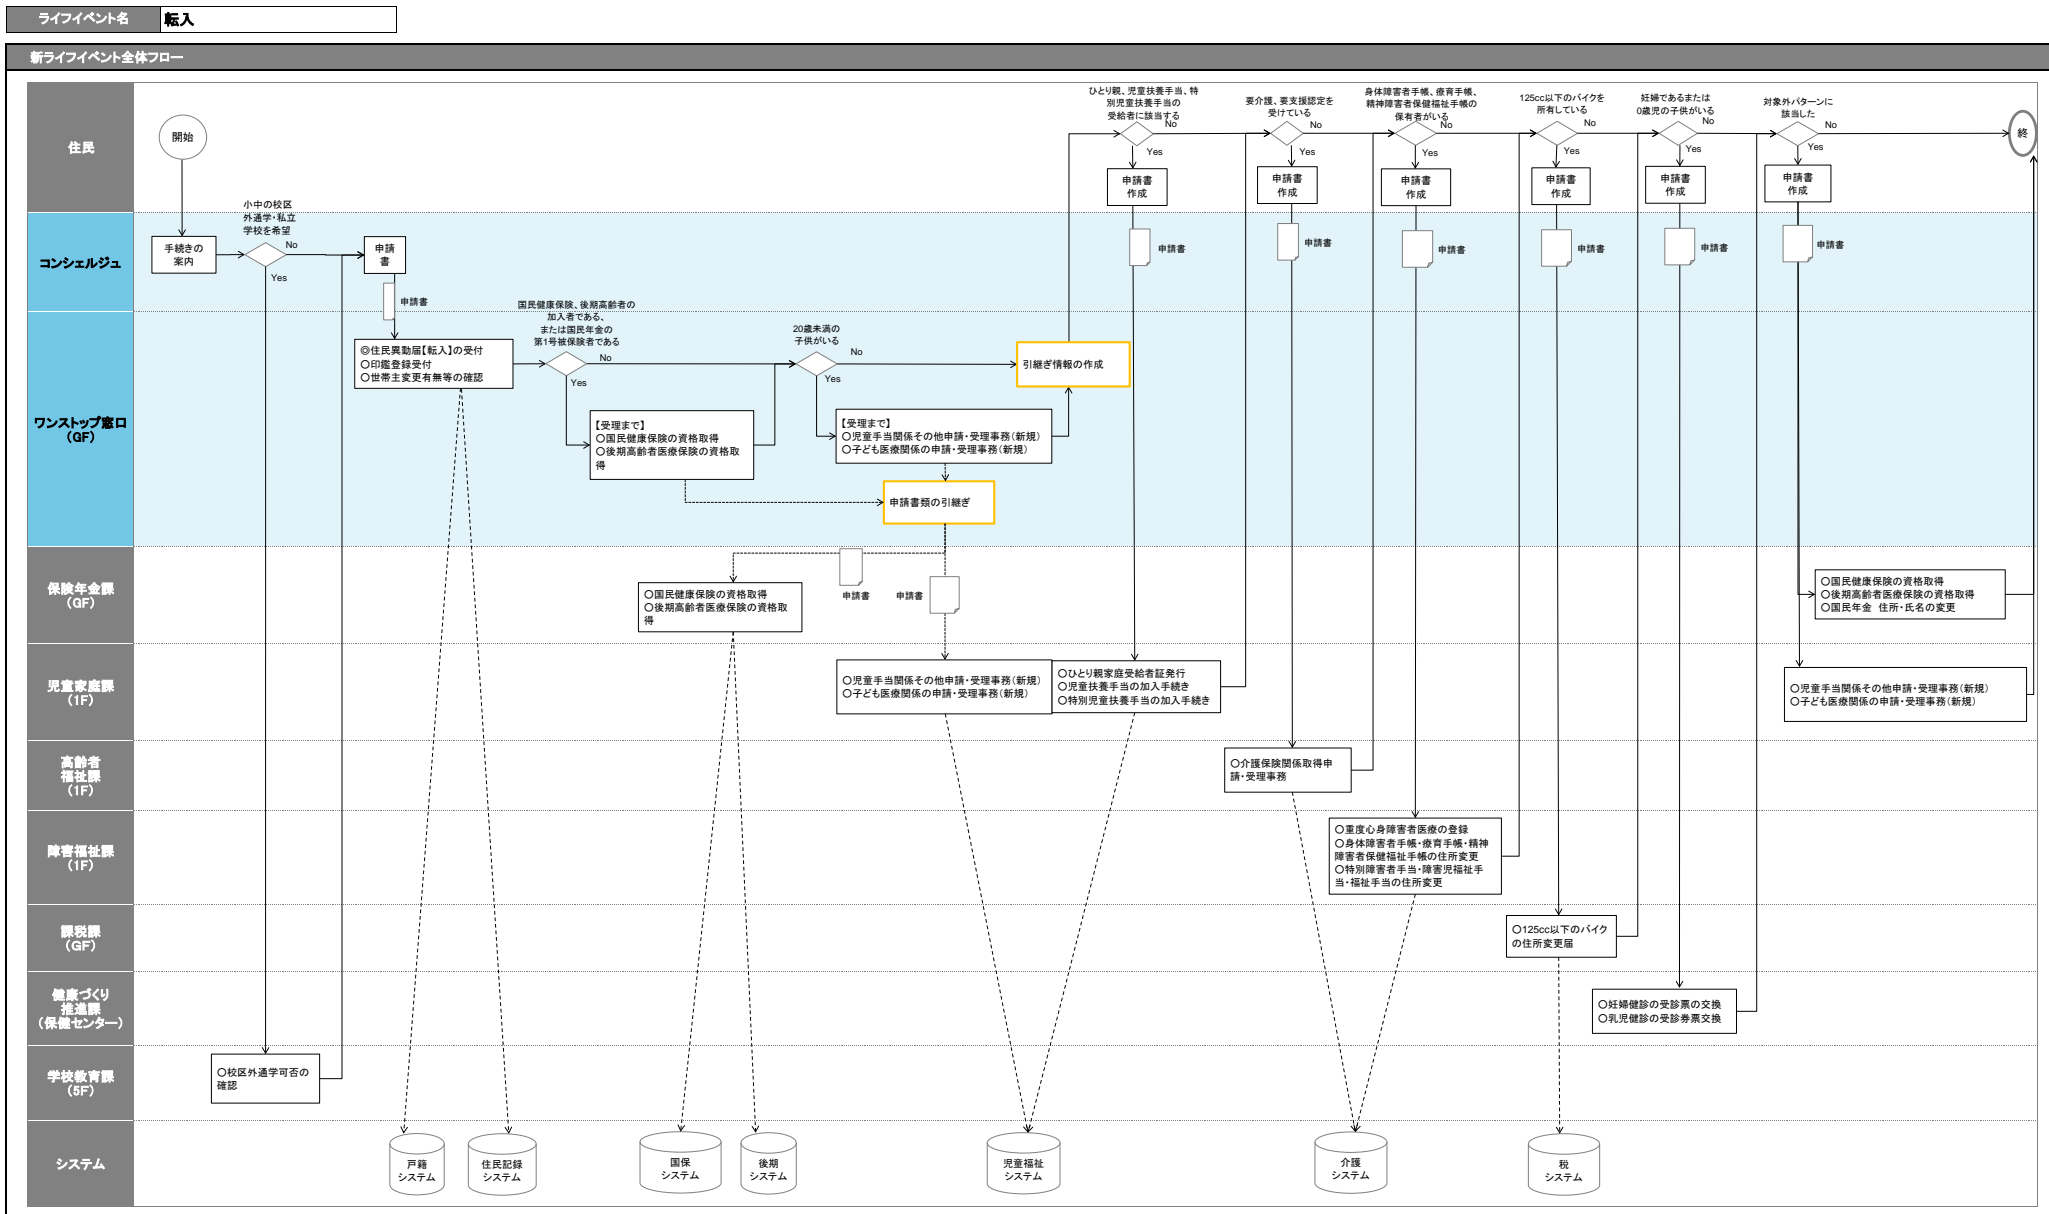 ライフイベント名
転入
新ライフイベント全体フロー
住民
開始
ひとり親、児童扶養手当、特
別児童扶養手当の
受給者に該当する
No
Yes
申請書
作成
要介護、要支援認定を
受けている
No
Yes
申請書
作成
身体障害者手帳、療育手帳、
精神障害者保健福祉手帳の
保有者がいる
No
Yes
申請書
作成
125cc以下のバイクを
所有している
No
Yes
申請書
作成
妊婦であるまたは
0歳児の子供がいる
No
Yes
申請書
作成
対象外パターンに
該当した
No
Yes
申請書
作成
終
コンシェルジュ
手続きの
案内
小中の校区
外通学・私立
学校を希望
No
Yes
申請
書
申請書
申請書
申請書
申請書
申請書
申請書
申請書
ワンストップ窓口
(GF)
◎住民異動届【転入】の受付
○印鑑登録受付
○世帯主変更有無等の確認
国民健康保険、後期高齢者の
加入者である、
または国民年金の
第1号被保険者である
No
Yes
【受理まで】
○国民健康保険の資格取得
○後期高齢者医療保険の資格取
得
20歳未満の
子供がいる
No
Yes
【受理まで】
○児童手当関係その他申請・受理事務(新規)
○子ども医療関係の申請・受理事務(新規)
引継ぎ情報の作成
申請書類の引継ぎ
保険年金課
(GF)
○国民健康保険の資格取得
○後期高齢者医療保険の資格取
得
申請書
申請書
○国民健康保険の資格取得
○後期高齢者医療保険の資格取得
○国民年金 住所・氏名の変更
児童家庭課
(1F)
○児童手当関係その他申請・受理事務(新規)
○子ども医療関係の申請・受理事務(新規)
○ひとり親家庭受給者証発行
○児童扶養手当の加入手続き
○特別児童扶養手当の加入手続き
○児童手当関係その他申請・受理事務(新規)
○子ども医療関係の申請・受理事務(新規)
高齢者
福祉課
(1F)
○介護保険関係取得申
請・受理事務
障害福祉課
(1F)
○重度心身障害者医療の登録
○身体障害者手帳・療育手帳・精神
障害者保健福祉手帳の住所変更
○特別障害者手当・障害児福祉手
当・福祉手当の住所変更
課税課
(GF)
○125cc以下のバイク
の住所変更届
健康づくり
推進課
(保健センター)
○妊婦健診の受診票の交換
○乳児健診の受診券票交換
学校教育課
(5F)
○校区外通学可否の
確認
システム
戸籍
システム
住民記録
システム
国保
システム
後期
システム
児童福祉
システム
介護
システム
税
システム